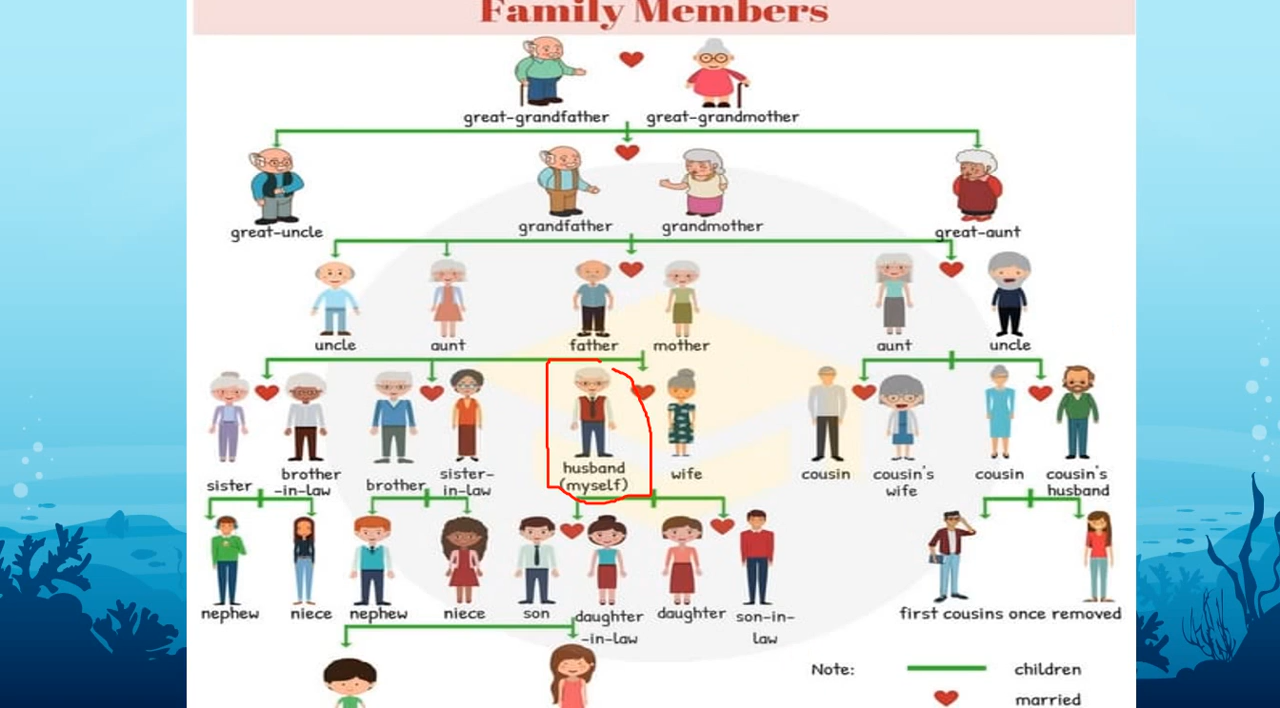 Family Members
great-grandfather great-grandmother
great-uncle grandfather grandmother great-aunt
uncle aunt father mother aunt uncle
sister brother
-in-law brother sister-
in-law husband
(myself) wife cousin cousin's
wife cousin cousin's
husband
nephew niece nephew niece son daughter
-in-law daughter son-in-
law first cousins once removed
Note: children
married